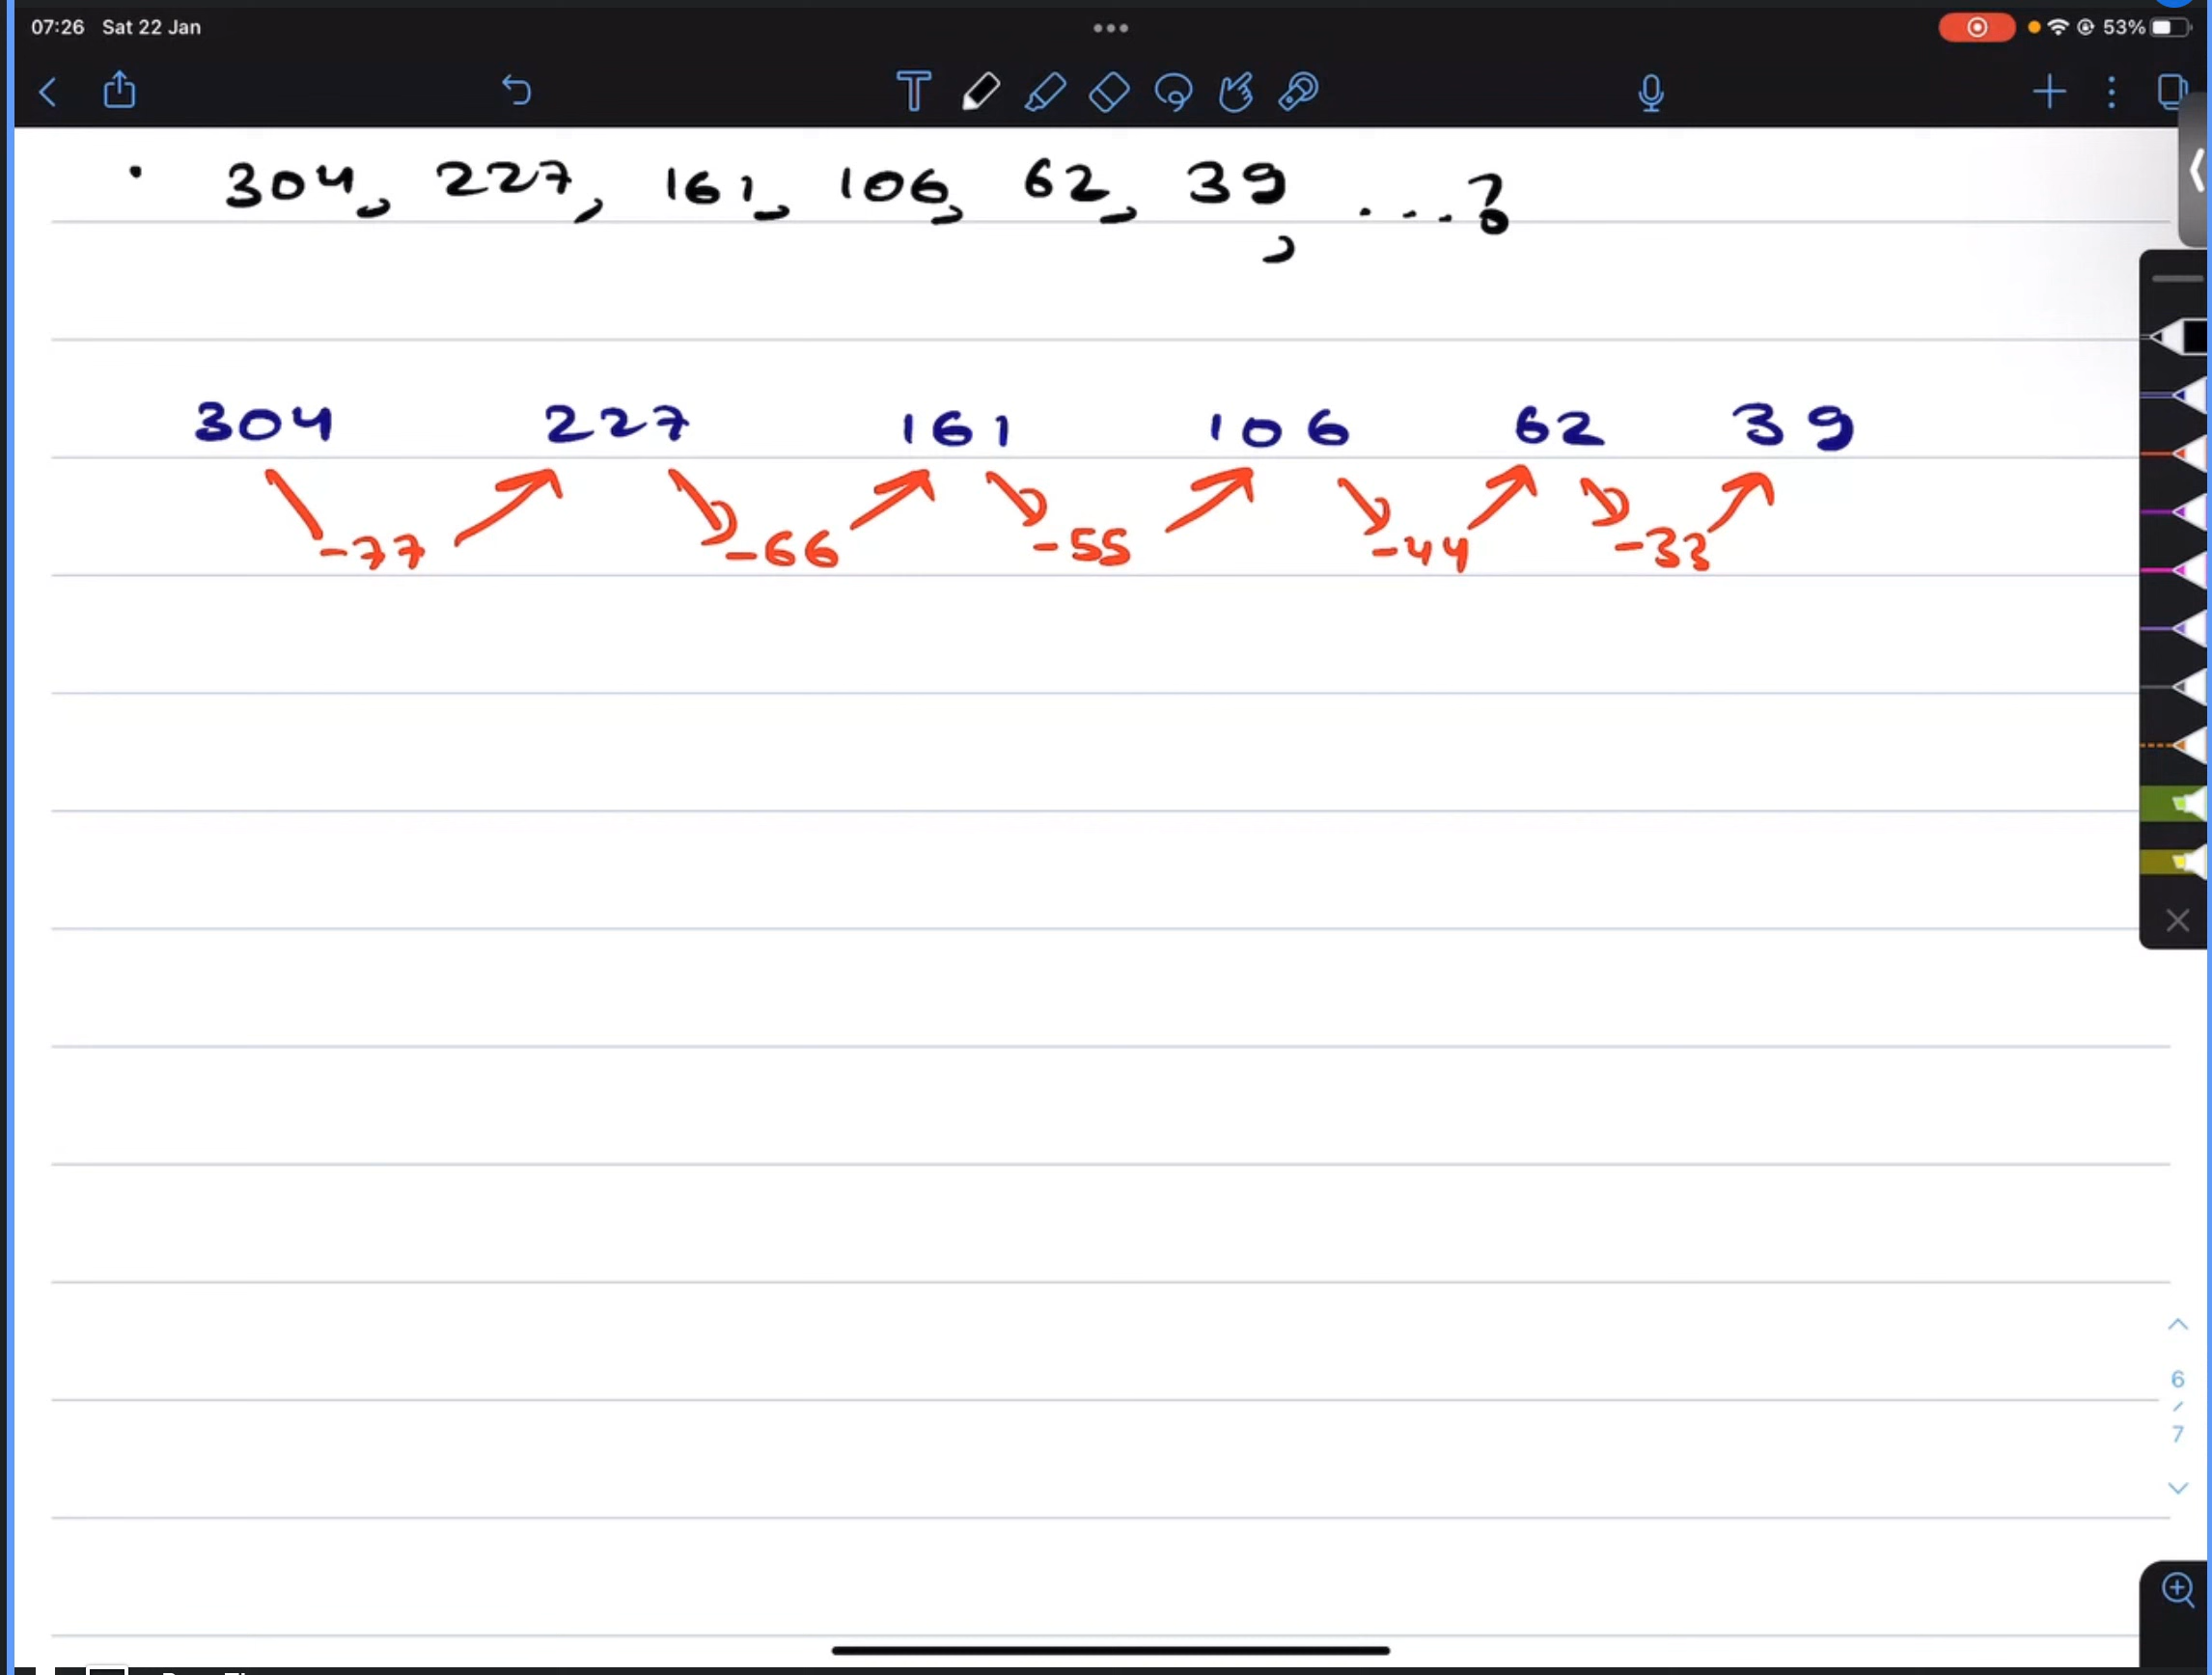 07:26 Sat 22 Jan 53%
T
304, 227, 161, 106, 62, 39, ....?
304 227 161 106 62 39
-77 -66 -55 -44 -33
6
/
7